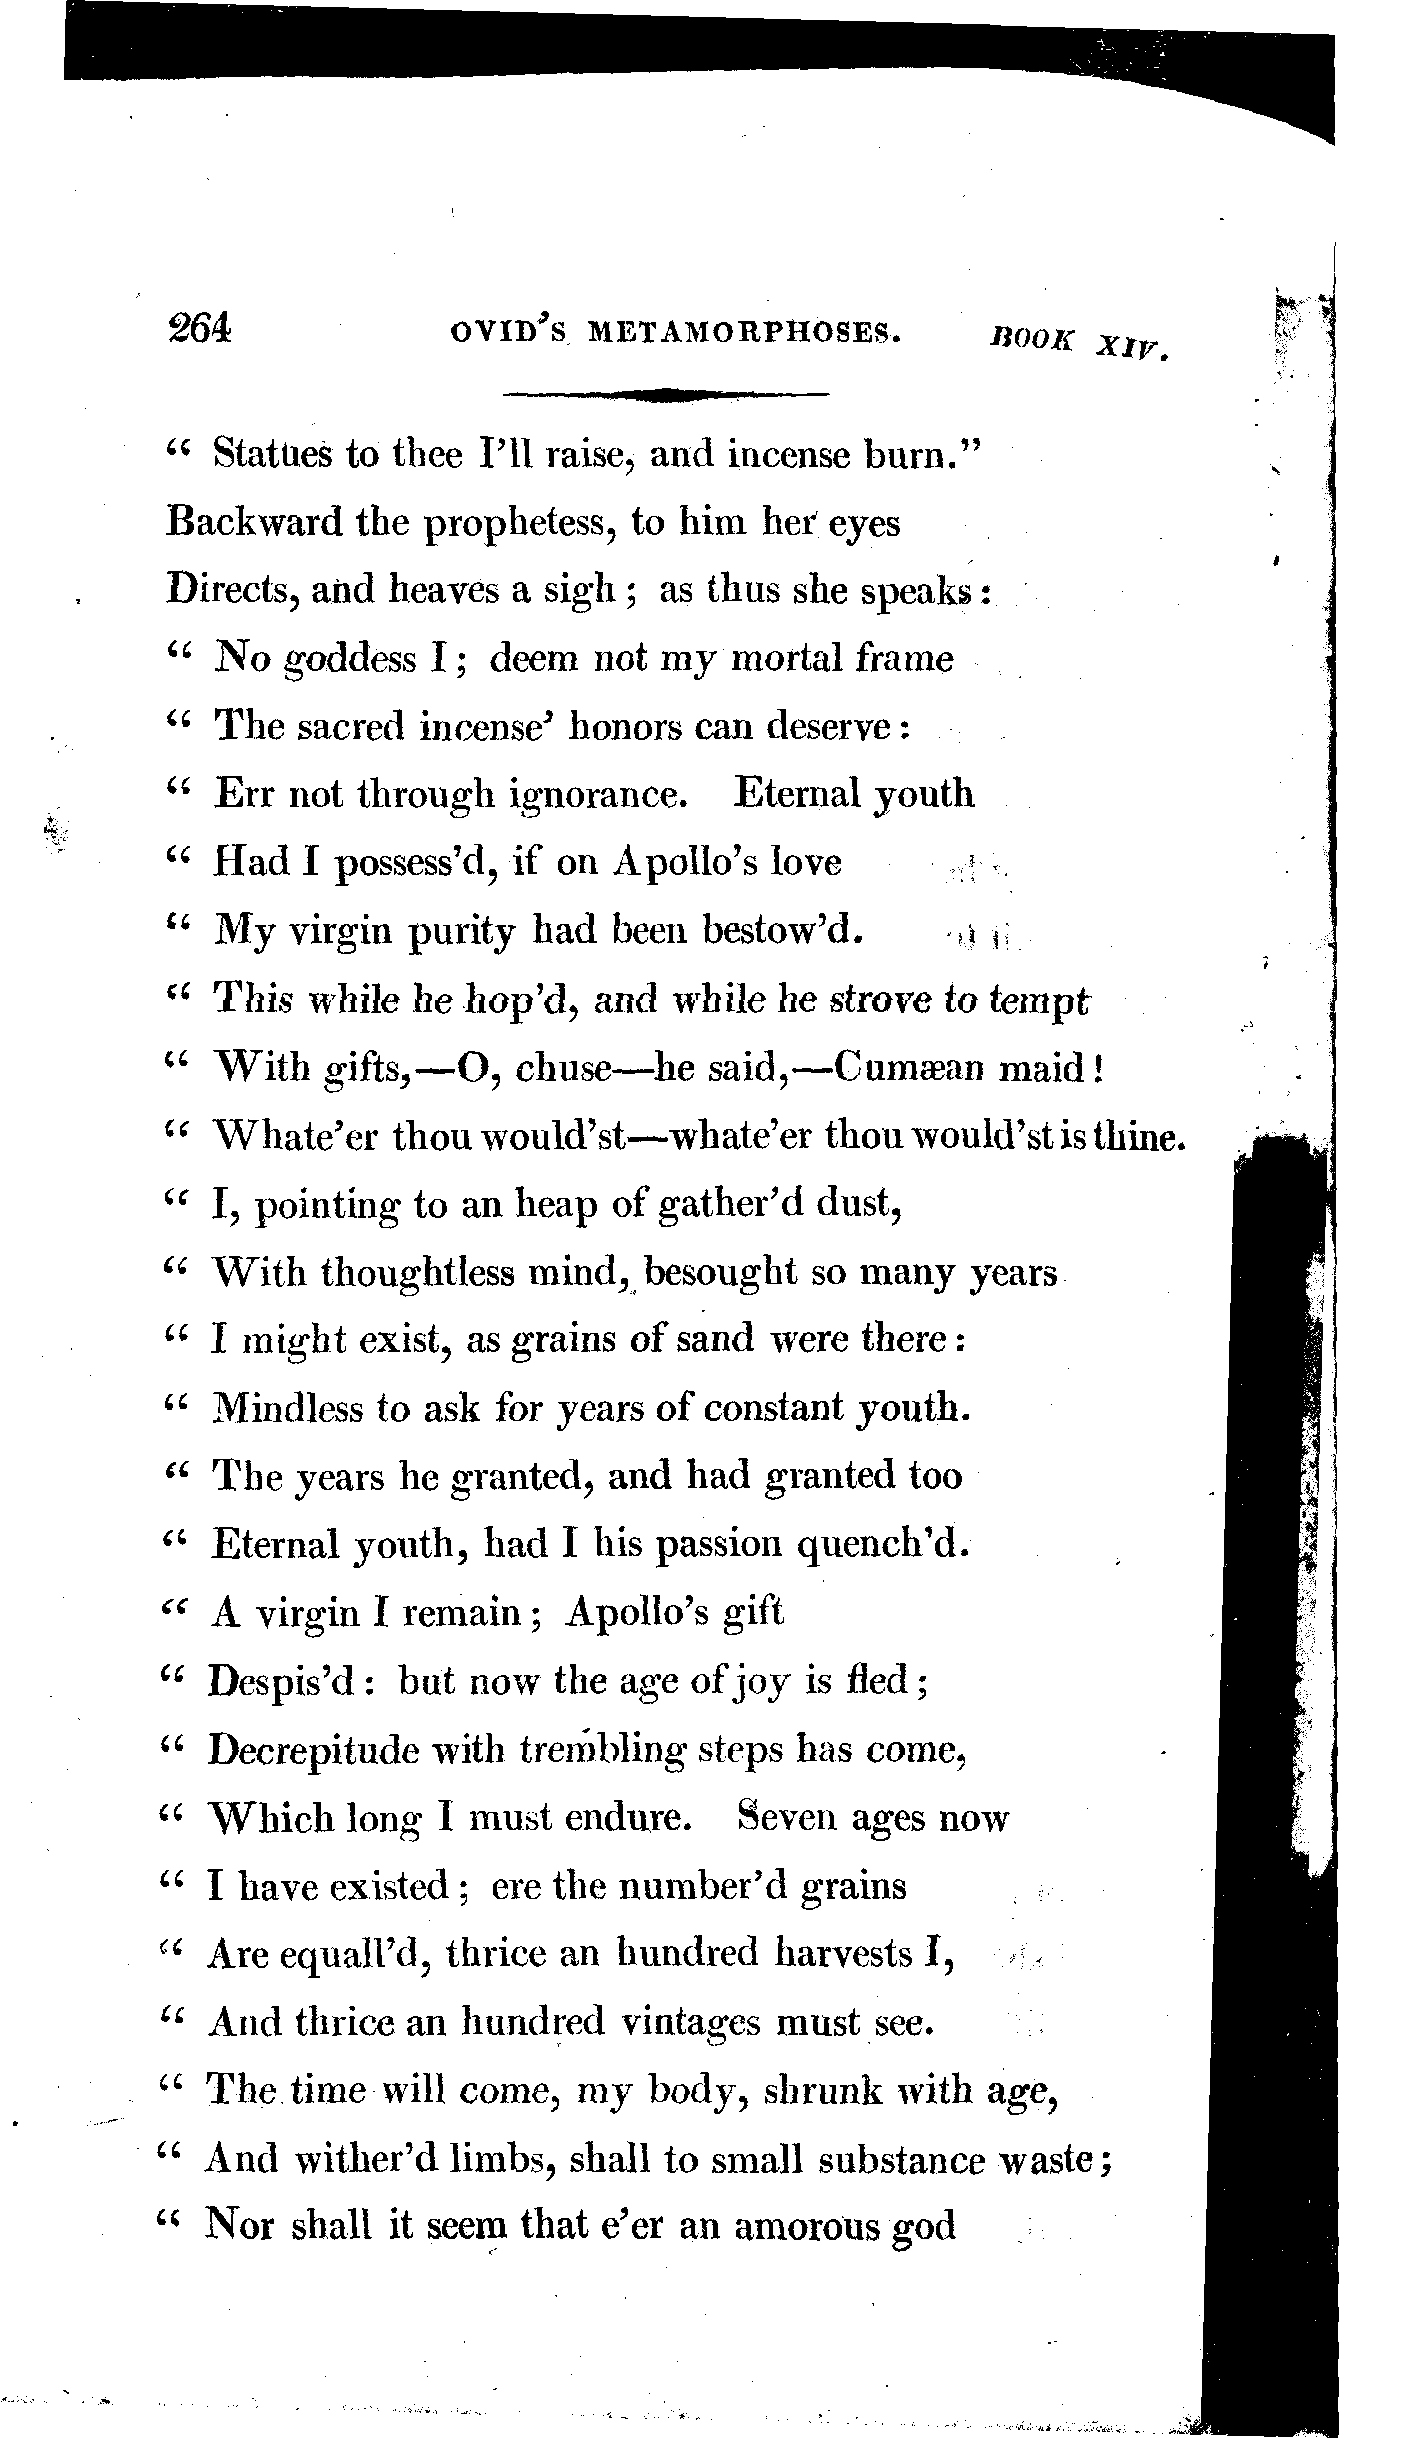 264 OVID'S METAMORPHOSES. BOOK XIV.
“ Statues to thee I'll raise, and incense burn.”
Backward the prophetess, to him her eyes
Directs, and heaves a sigh ; as thus she speaks :
“ No goddess I ; deem not my mortal frame
“ The sacred incense' honors can deserve :
“ Err not through ignorance. Eternal youth
“ Had I possess'd, if on Apollo's love
“ My virgin purity had been bestow'd.
“ This while he hop'd, and while he strove to tempt
“ With gifts,—O, chuse—he said,—Cumæan maid !
“ Whate'er thou would'st—whate'er thou would'st is thine.
“ I, pointing to an heap of gather'd dust,
“ With thoughtless mind, besought so many years
“ I might exist, as grains of sand were there :
“ Mindless to ask for years of constant youth.
“ The years he granted, and had granted too
“ Eternal youth, had I his passion quench'd.
“ A virgin I remain ; Apollo's gift
“ Despis'd : but now the age of joy is fled ;
“ Decrepitude with trembling steps has come,
“ Which long I must endure. Seven ages now
“ I have existed ; ere the number'd grains
“ Are equall'd, thrice an hundred harvests I,
“ And thrice an hundred vintages must see.
“ The time will come, my body, shrunk with age,
“ And wither'd limbs, shall to small substance waste ;
“ Nor shall it seem that e'er an amorous god